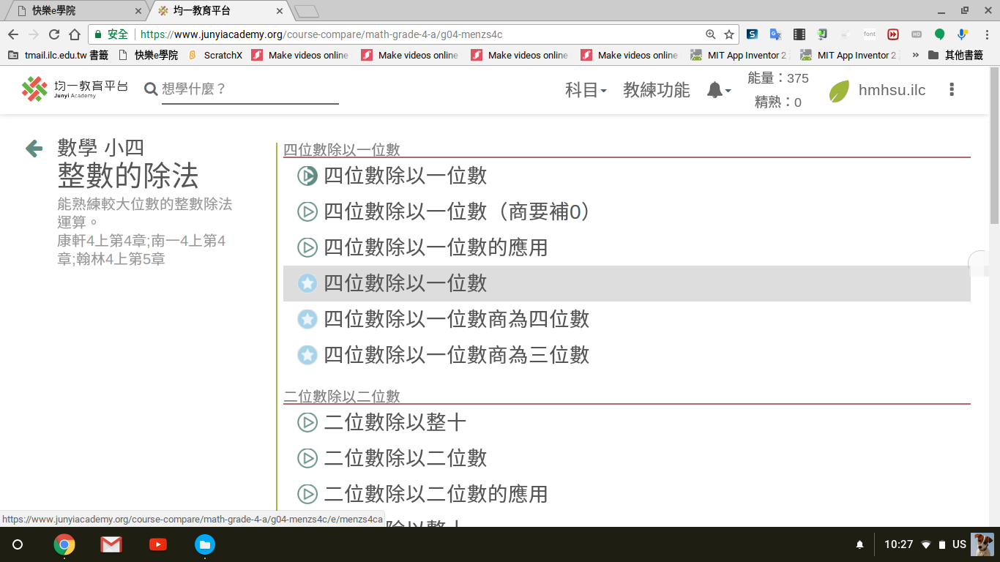 快樂e學院
均一教育平台
安全
https://www.junyiacademy.org/course-compare/math-grade-4-a/g04-menzs4c
font
HD
tmail.ilc.edu.tw 書籤
快樂e學院
ScratchX
Make videos online
Make videos online
Make videos online
Make videos online
MIT App Inventor 2
MIT App Inventor 2
»
其他書籤
均一教育平台
Junyi Academy
想學什麼？
科目
教練功能
能量：375
精熟：0
hmhsu.ilc
數學 小四
整數的除法
能熟練較大位數的整數除法
運算。
康軒4上第4章;南一4上第4
章;翰林4上第5章
四位數除以一位數
四位數除以一位數
四位數除以一位數（商要補0）
四位數除以一位數的應用
四位數除以一位數
四位數除以一位數商為四位數
四位數除以一位數商為三位數
二位數除以二位數
二位數除以整十
二位數除以二位數
二位數除以二位數的應用
除以整十
https://www.junyiacademy.org/course-compare/math-grade-4-a/g04-menzs4c/e/menzs4ca
10:27
US